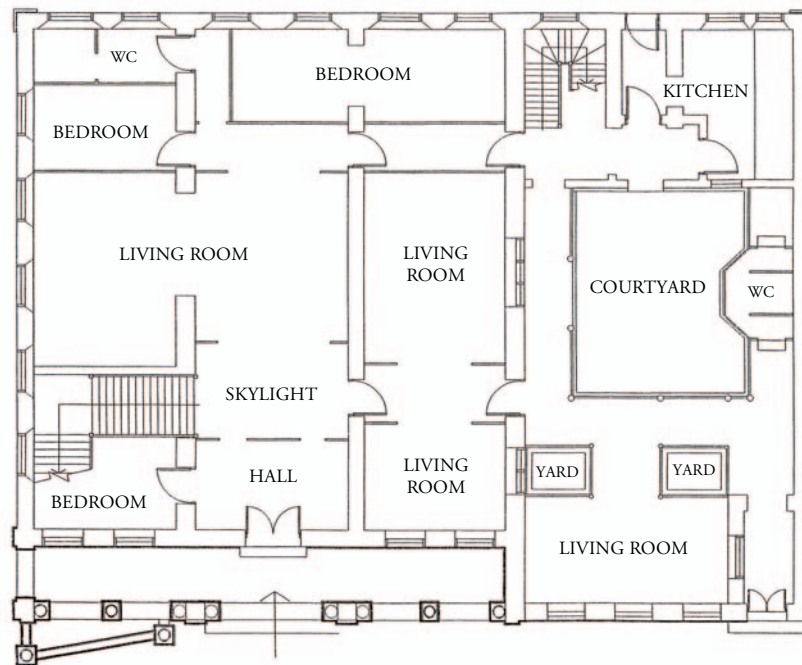 WC
BEDROOM
KITCHEN
BEDROOM
LIVING ROOM
LIVING
ROOM
COURTYARD
WC
SKYLIGHT
HALL
LIVING
ROOM
YARD
YARD
BEDROOM
LIVING ROOM